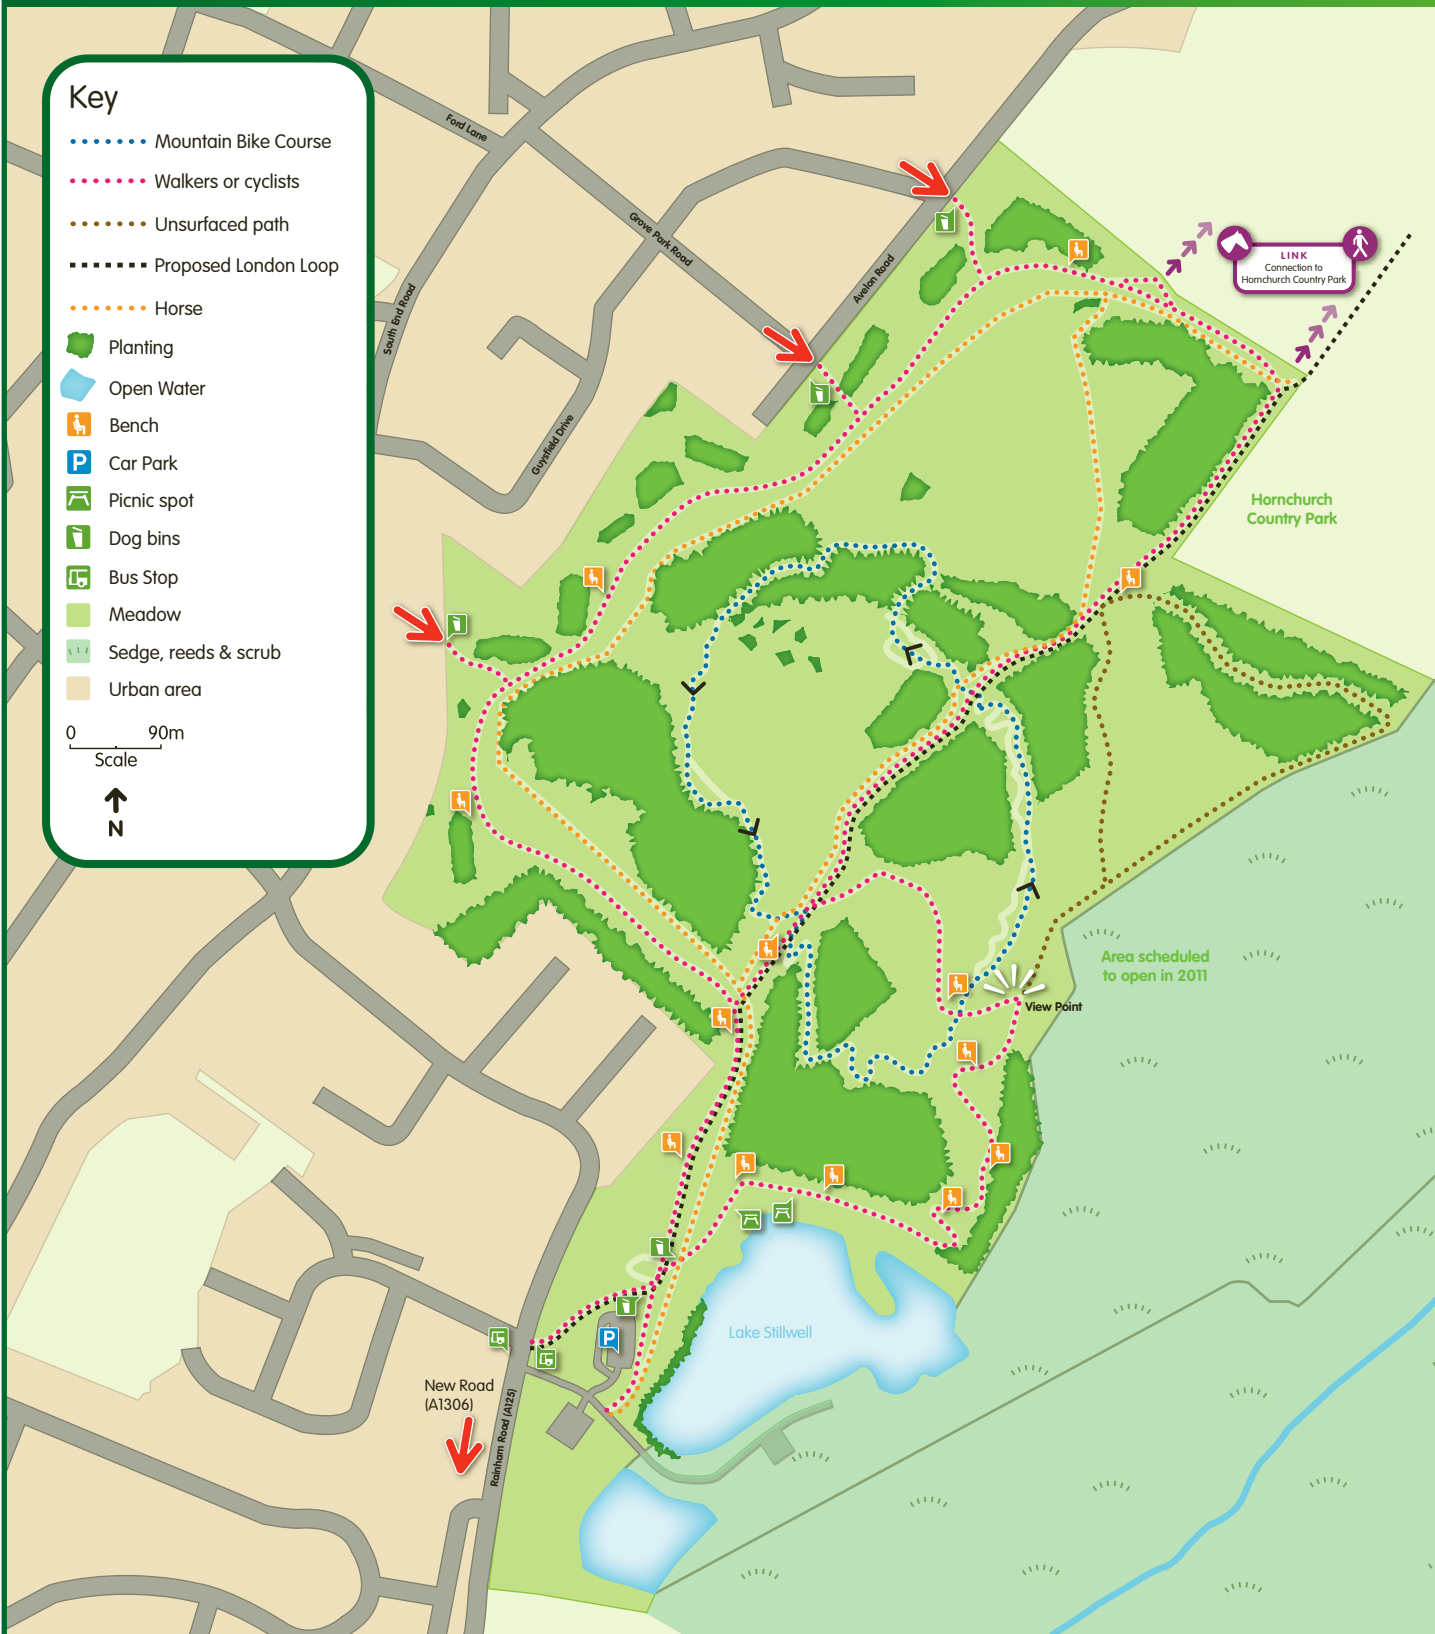 Key
Mountain Bike Course
Walkers or cyclists
Unsurfaced path
Proposed London Loop
Horse
Planting
Open Water
Bench
P
Car Park
Picnic spot
Dog bins
Bus Stop
Meadow
Sedge, reeds & scrub
Urban area
0 90m
Scale
N
Ford Lane
Grove Park Road
South End Road
Guysfield Drive
Avelon Road
LINK
Connection to
Hornchurch Country Park
Hornchurch
Country Park
Area scheduled
to open in 2011
View Point
Lake Stillwell
P
New Road
(A1306)
Rainham Road (A125)